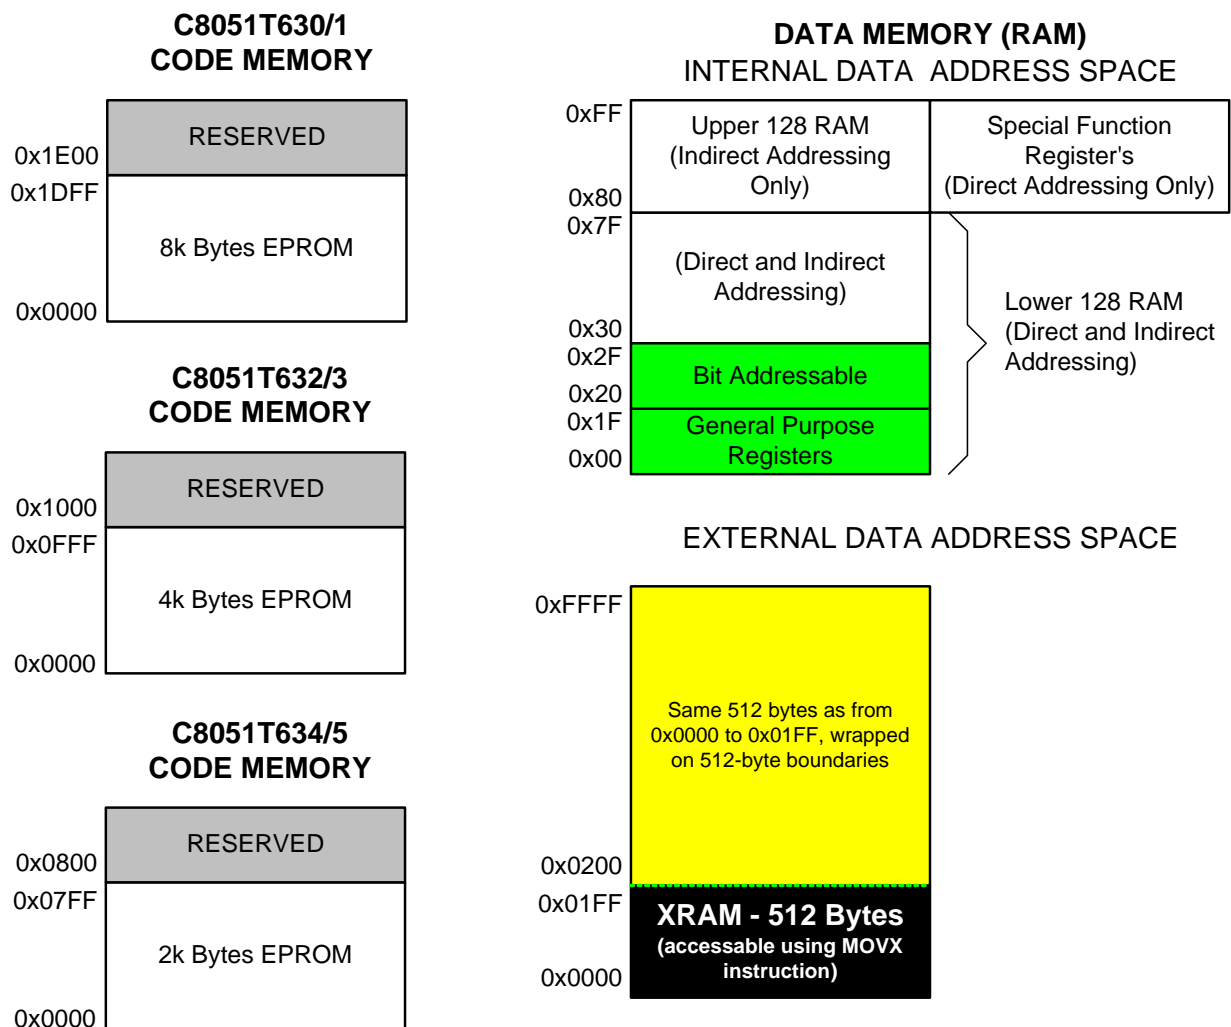 C8051T630/1
CODE MEMORY
RESERVED
0x1E00
0x1DFF
8k Bytes EPROM
0x0000
C8051T632/3
CODE MEMORY
RESERVED
0x1000
0x0FFF
4k Bytes EPROM
0x0000
C8051T634/5
CODE MEMORY
RESERVED
0x0800
0x07FF
2k Bytes EPROM
0x0000
DATA MEMORY (RAM)
INTERNAL DATA ADDRESS SPACE
0xFF
Upper 128 RAM
(Indirect Addressing
Only)
0x80
Special Function
Register's
(Direct Addressing Only)
0x7F
(Direct and Indirect
Addressing)
0x30
Lower 128 RAM
(Direct and Indirect
Addressing)
0x2F
Bit Addressable
0x20
0x1F
General Purpose
Registers
0x00
EXTERNAL DATA ADDRESS SPACE
0xFFFF
Same 512 bytes as from
0x0000 to 0x01FF, wrapped
on 512-byte boundaries
0x0200
0x01FF
XRAM - 512 Bytes
(accessable using MOVX
instruction)
0x0000